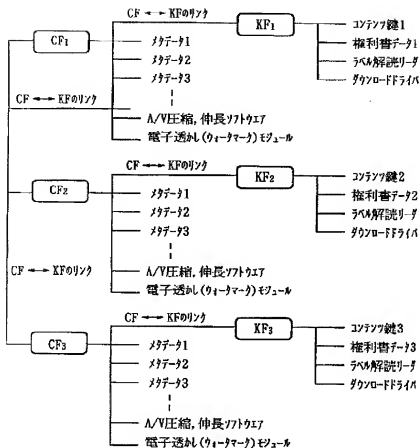 CF ←→ KFのリンク
CF1
KF1
コンテンツ鍵1
メタデータ1
権利書データ1
メタデータ2
ラベル解読リーダ
メタデータ3
ダウンロードドライバ
CF ←→ KFのリンク
A/V圧縮,伸長ソフトウエア
電子透かし(ウォータマーク)モジュール
CF ←→ KFのリンク
CF2
KF2
コンテンツ鍵2
メタデータ1
権利書データ2
メタデータ2
ラベル解読リーダ
メタデータ3
ダウンロードドライバ
CF ←→ KFのリンク
A/V圧縮,伸長ソフトウエア
電子透かし(ウォータマーク)モジュール
CF ←→ KFのリンク
CF3
KF3
コンテンツ鍵3
メタデータ1
権利書データ3
メタデータ2
ラベル解読リーダ
メタデータ3
ダウンロードドライバ
A/V圧縮,伸長ソフトウエア
電子透かし(ウォータマーク)モジュール